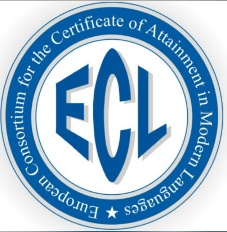 European Consortium for the Certificate of Attainment in Modern Languages ★
ECL